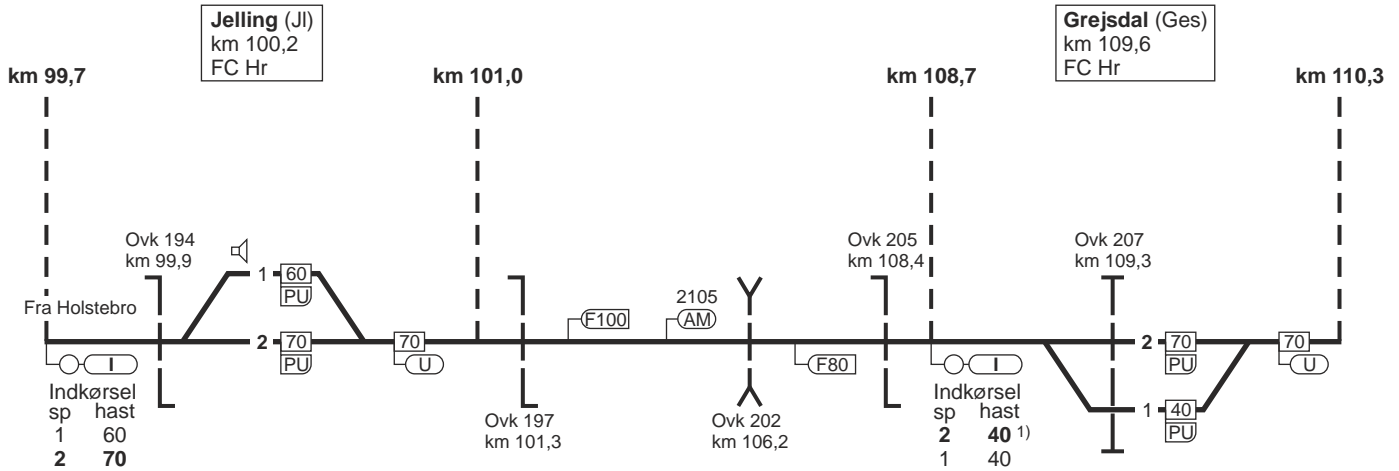 Jelling (Jl)
km 100,2
FC Hr
Grejsdal (Ges)
km 109,6
FC Hr
km 99,7
km 101,0
km 108,7
km 110,3
Ovk 194
km 99,9
Ovk 205
km 108,4
Ovk 207
km 109,3
1 60
PU
Fra Holstebro
2105
F100
AM
2 70
PU
70
U
I
F80
I
2 70
PU
70
U
Indkørsel
sp hast
1 60
2 70
Ovk 197
km 101,3
Ovk 202
km 106,2
Indkørsel
sp hast
2 40 1)
1 40
1 40
PU